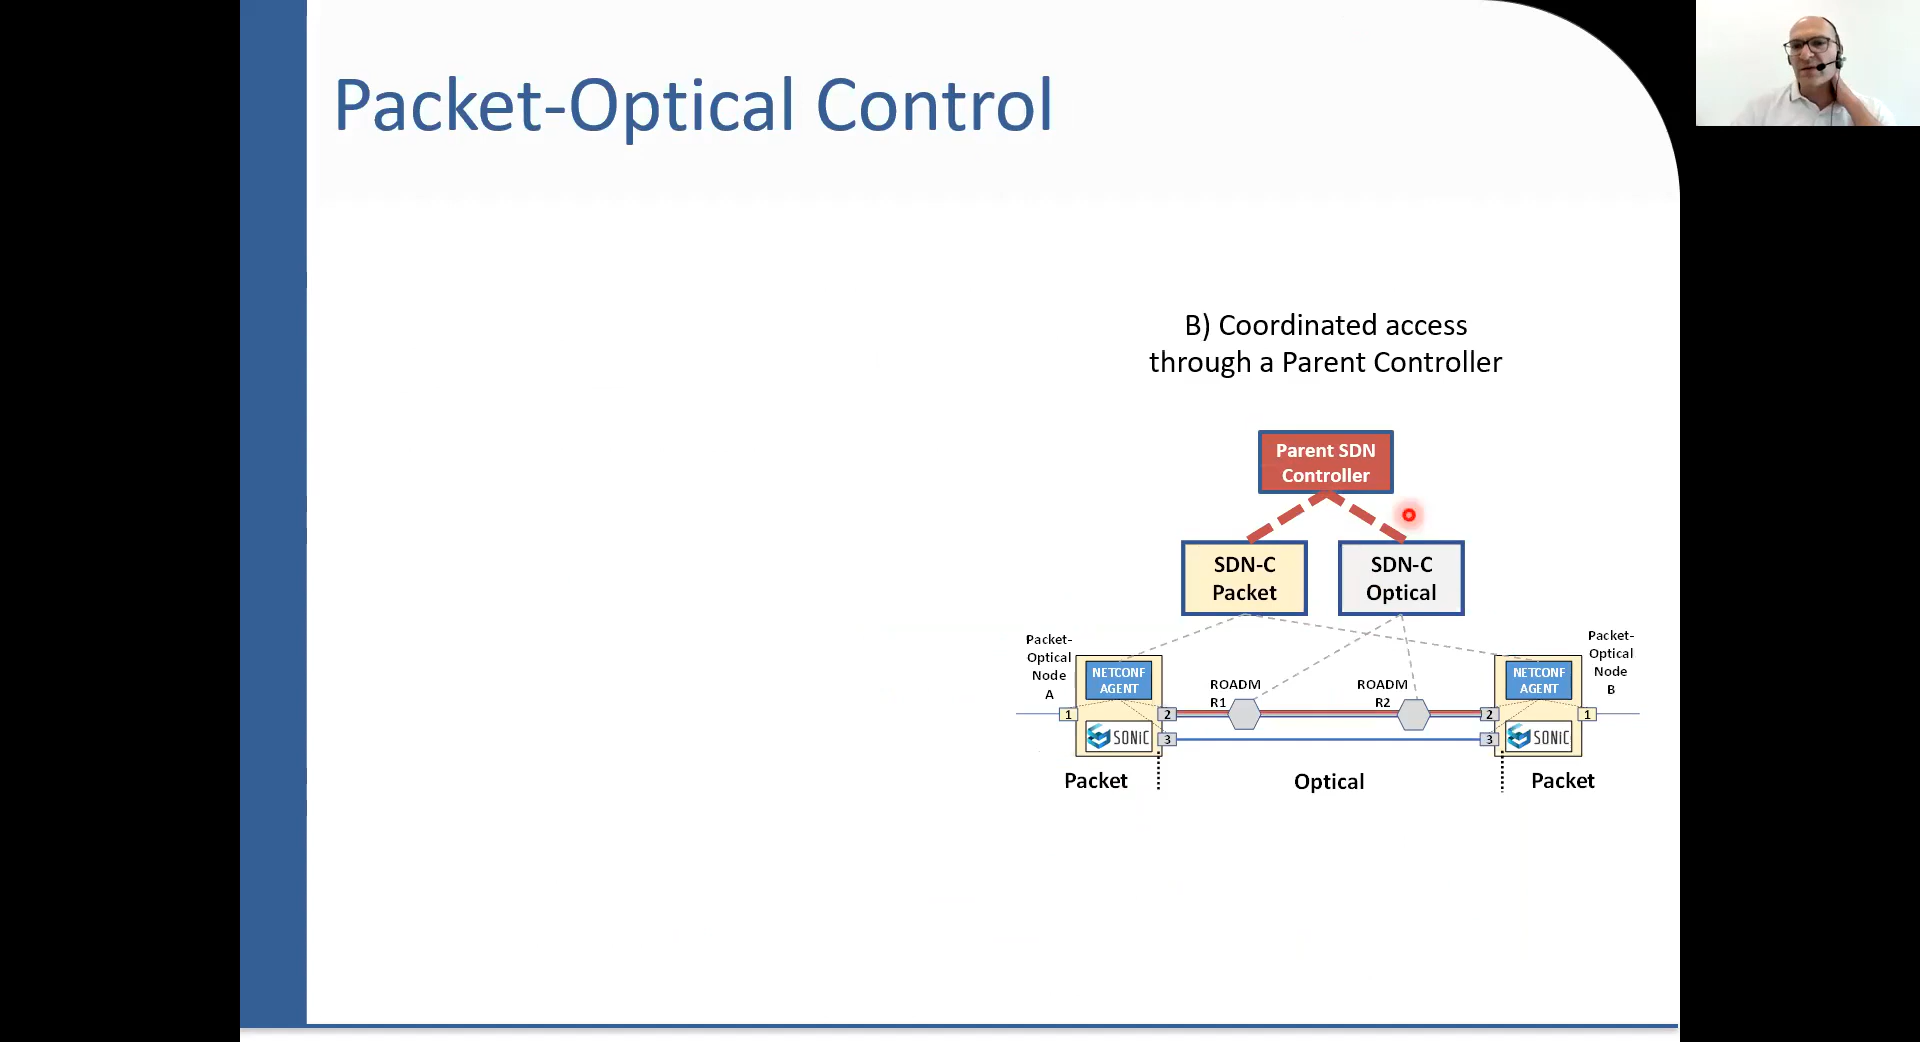 Packet-Optical Control
B) Coordinated access
through a Parent Controller
Parent SDN
Controller
SDN-C
Packet
SDN-C
Optical
Packet-
Optical
Node
A
NETCONF
AGENT
1
2
3
SONiC
ROADM
R1
ROADM
R2
Packet-
Optical
Node
B
NETCONF
AGENT
2
3
1
SONiC
Packet
Optical
Packet